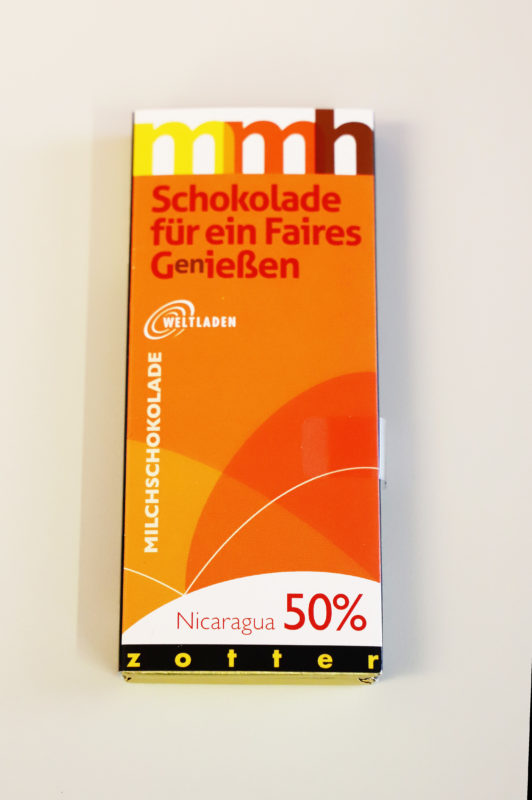 mmh
Schokolade
für ein Faires
Genießen
WELTLADEN
MILCHSCHOKOLADE
Nicaragua 50%
zotter